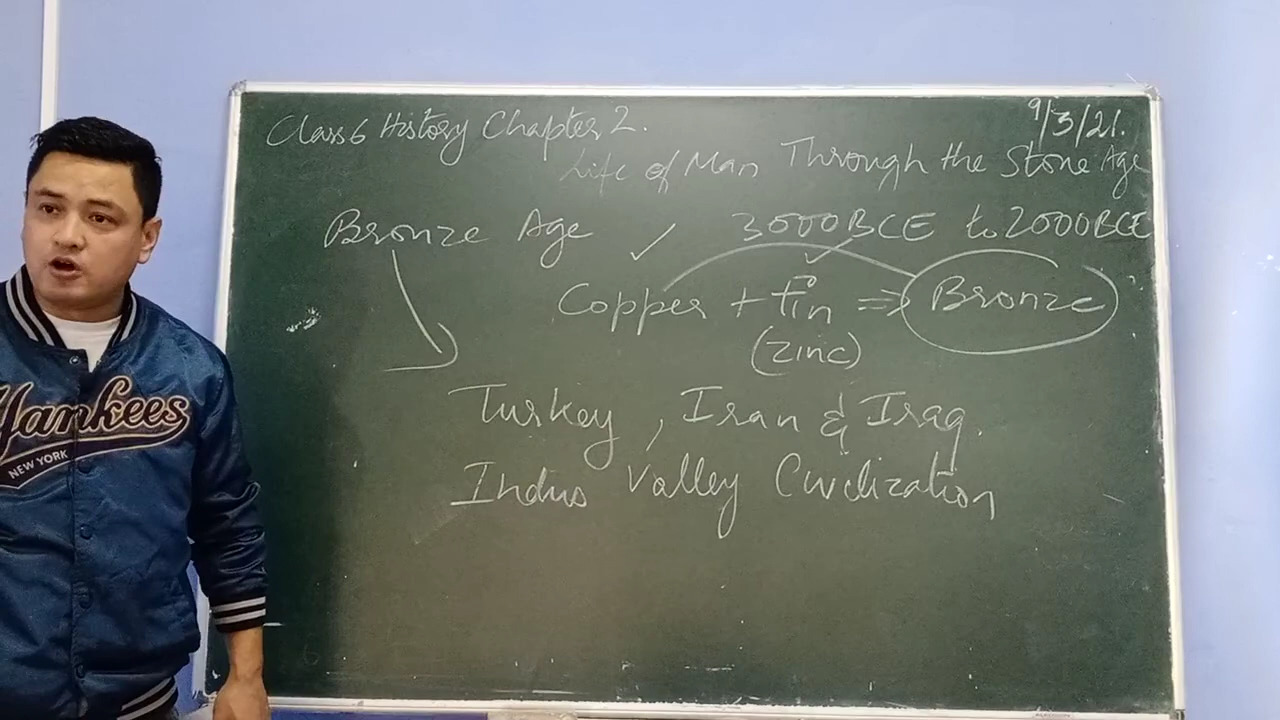 Class 6 History Chapter 2.
9/3/21.
Life of Man Through the Stone Age
Bronze Age 3000BCE to 2000BCE
Copper + tin ⇒ Bronze
(zinc)
Turkey, Iran & Iraq.
Indus Valley Civilization
Yankees
NEW YORK